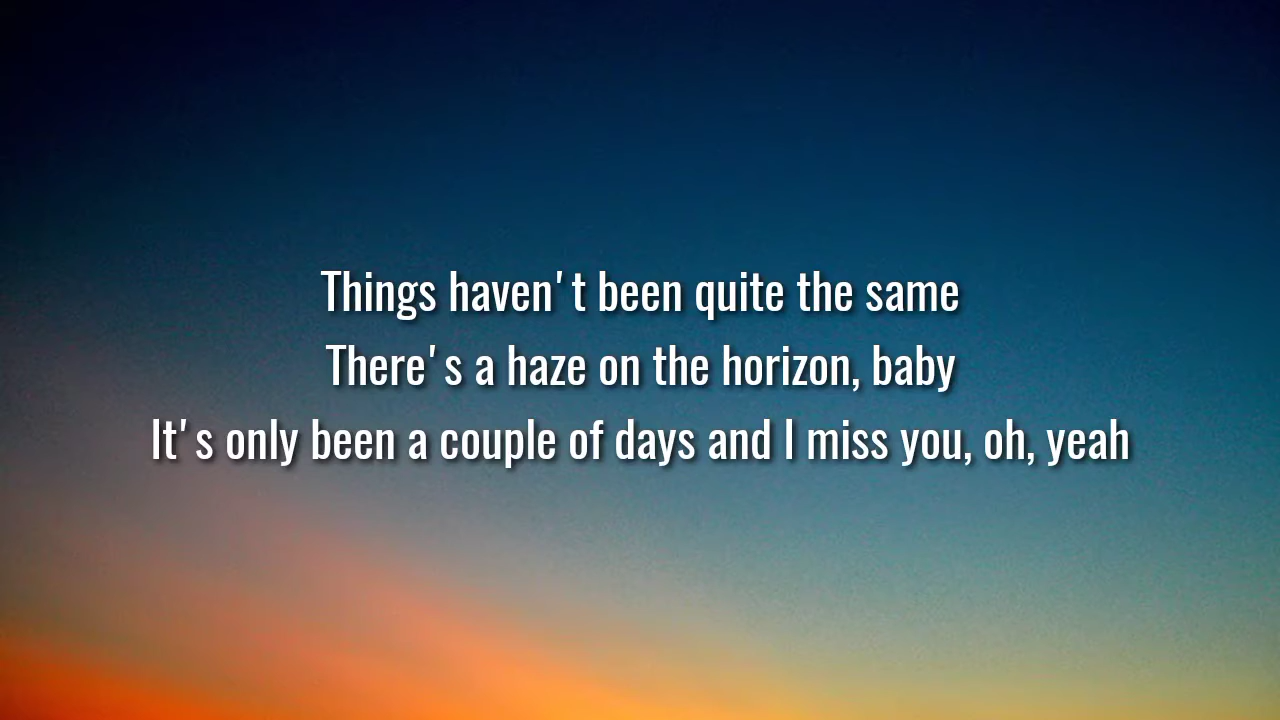 Things haven't been quite the same
There's a haze on the horizon, baby
It's only been a couple of days and I miss you, oh, yeah